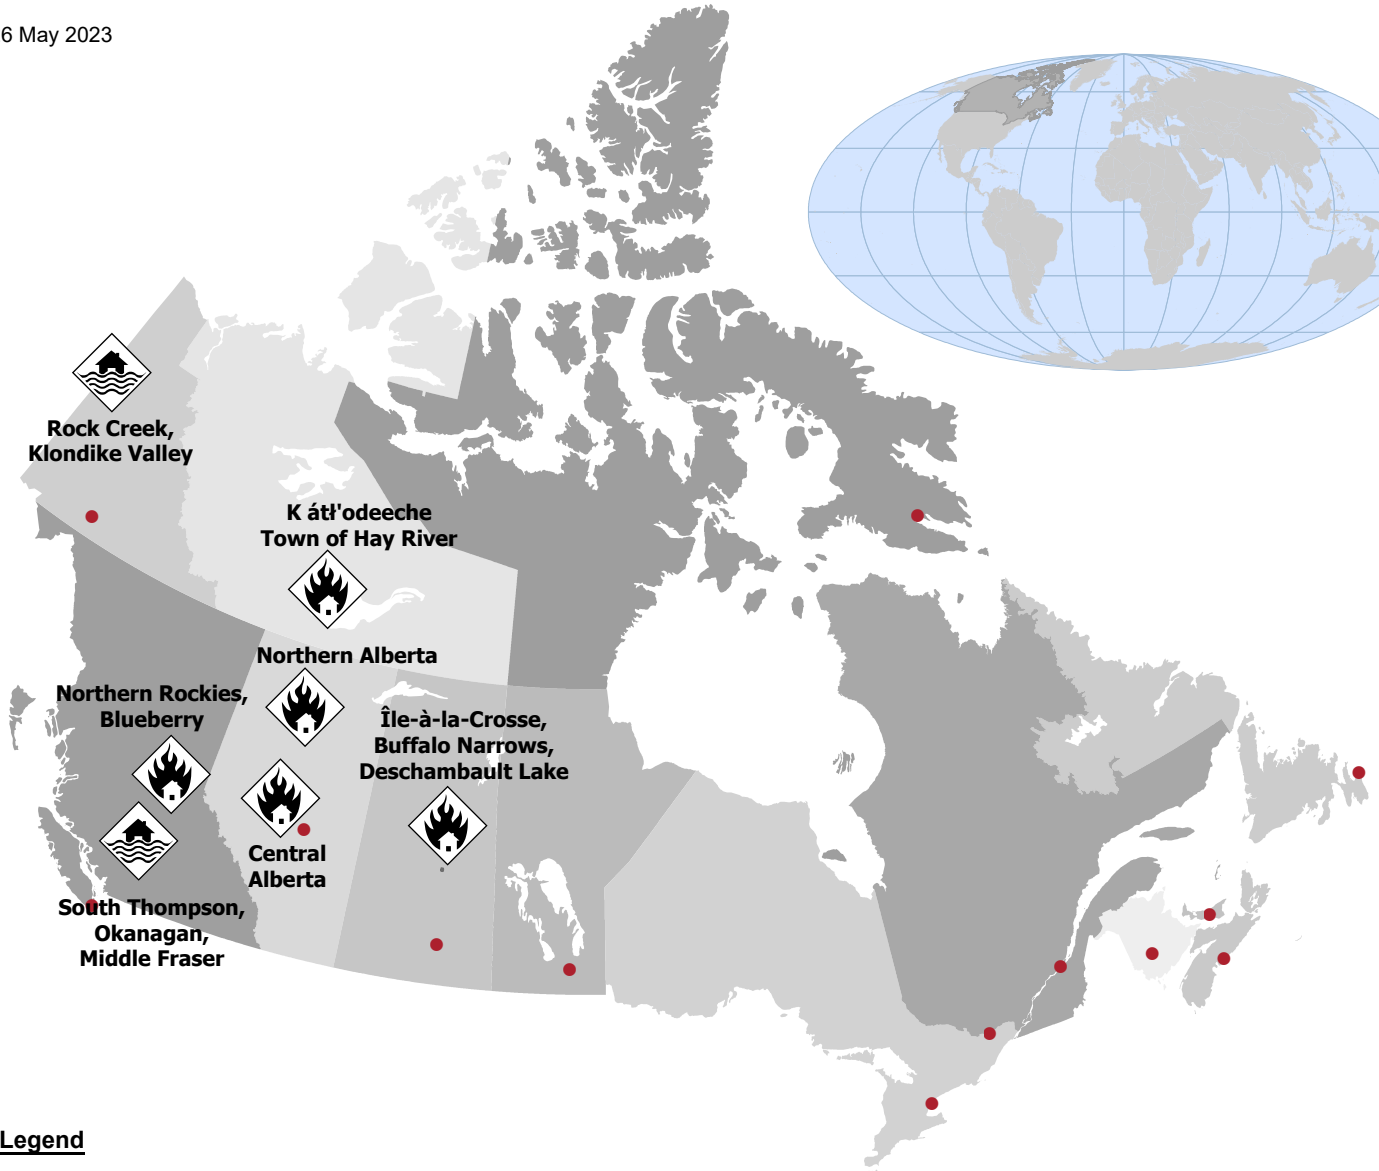 6 May 2023
Rock Creek,
Klondike Valley
K átł'odeeche
Town of Hay River
Northern Alberta
Northern Rockies,
Blueberry
Île-à-la-Crosse,
Buffalo Narrows,
Deschambault Lake
Central
Alberta
South Thompson,
Okanagan,
Middle Fraser
Legend